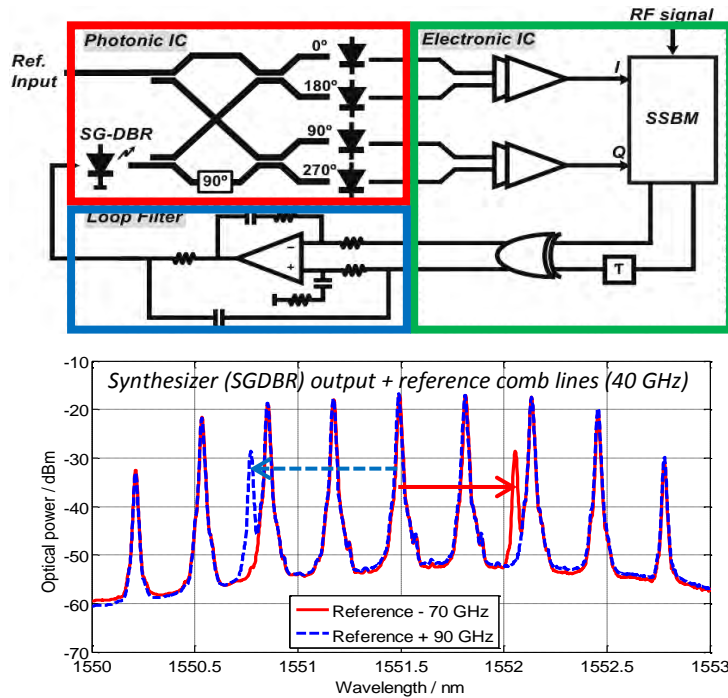 RF signal
Photonic IC
Electronic IC
Ref.
Input
0°
180°
90°
270°
SG-DBR
90°
I
Q
SSBM
Loop Filter
−
+
τ
Synthesizer (SGDBR) output + reference comb lines (40 GHz)
Optical power / dBm
-10
-20
-30
-40
-50
-60
-70
Reference - 70 GHz
Reference + 90 GHz
1550 1550.5 1551 1551.5 1552 1552.5 1553
Wavelength / nm